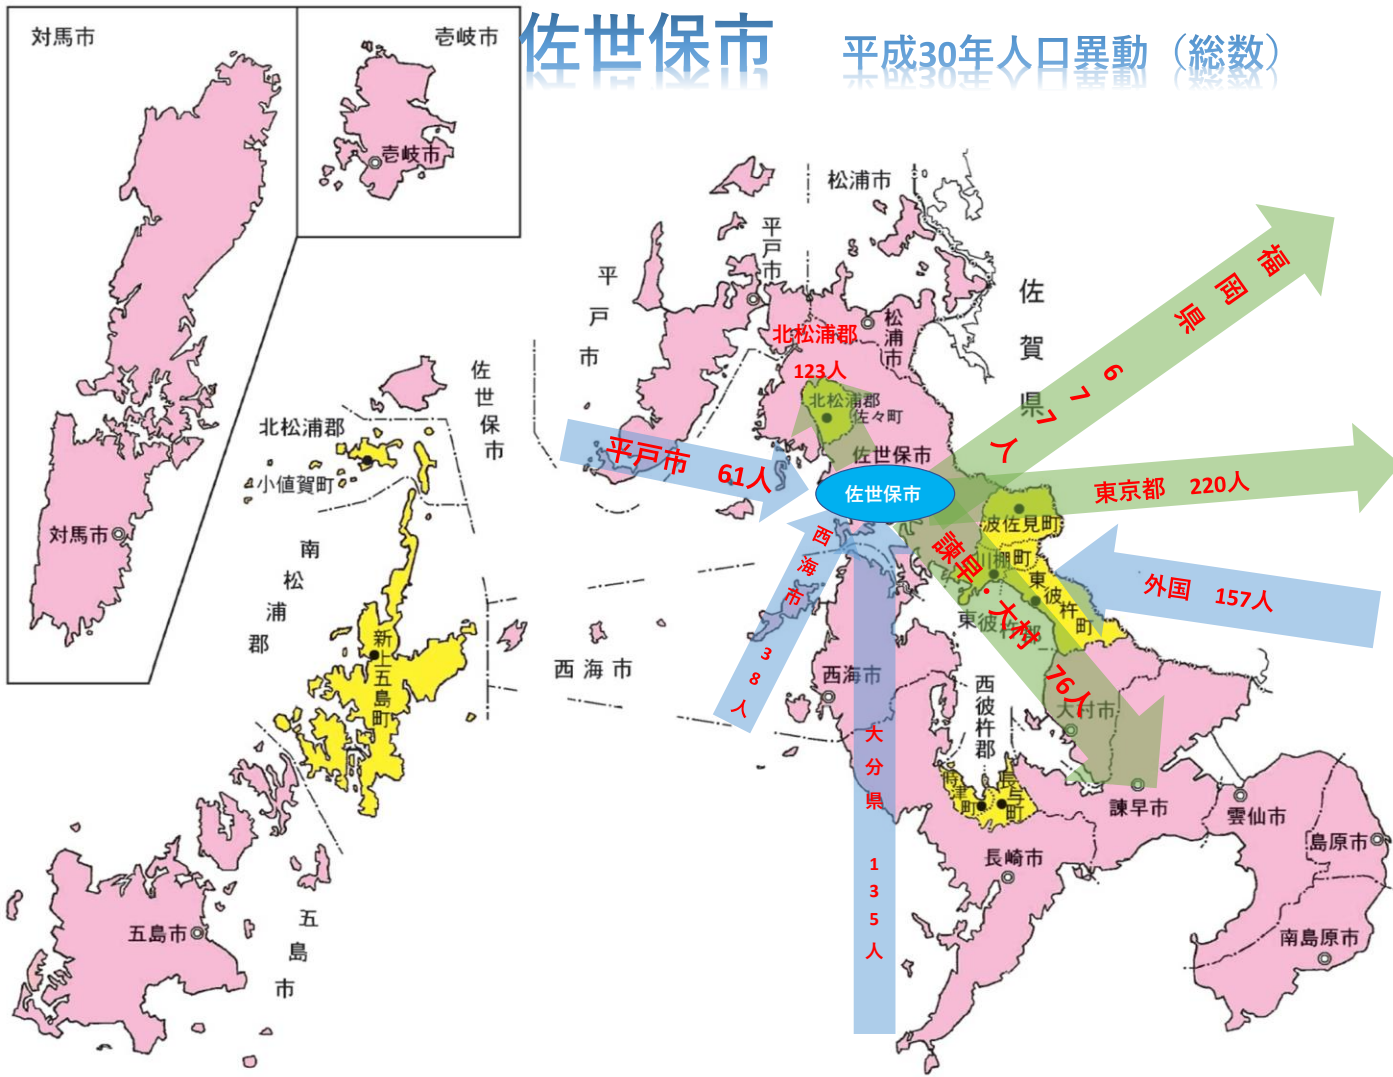 佐世保市
平成30年人口異動（総数）
対馬市
壱岐市
壱岐市
対馬市
松浦市
平戸市
平戸市
佐賀県
松浦市
北松浦郡
123人
北松浦郡
佐々町
佐世保市
佐世保市
佐世保市
北松浦郡
小値賀町
南松浦郡
新上五島町
五島市
五島市
平戸市 61人
西海市 38人
西海市
西海市
大分県 135人
福岡県 677人
東京都 220人
外国 157人
諫早・大村 76人
波佐見町
川棚町
東彼杵町
東彼杵郡
大村市
西彼杵郡
時津町
長与町
諫早市
長崎市
雲仙市
島原市
南島原市